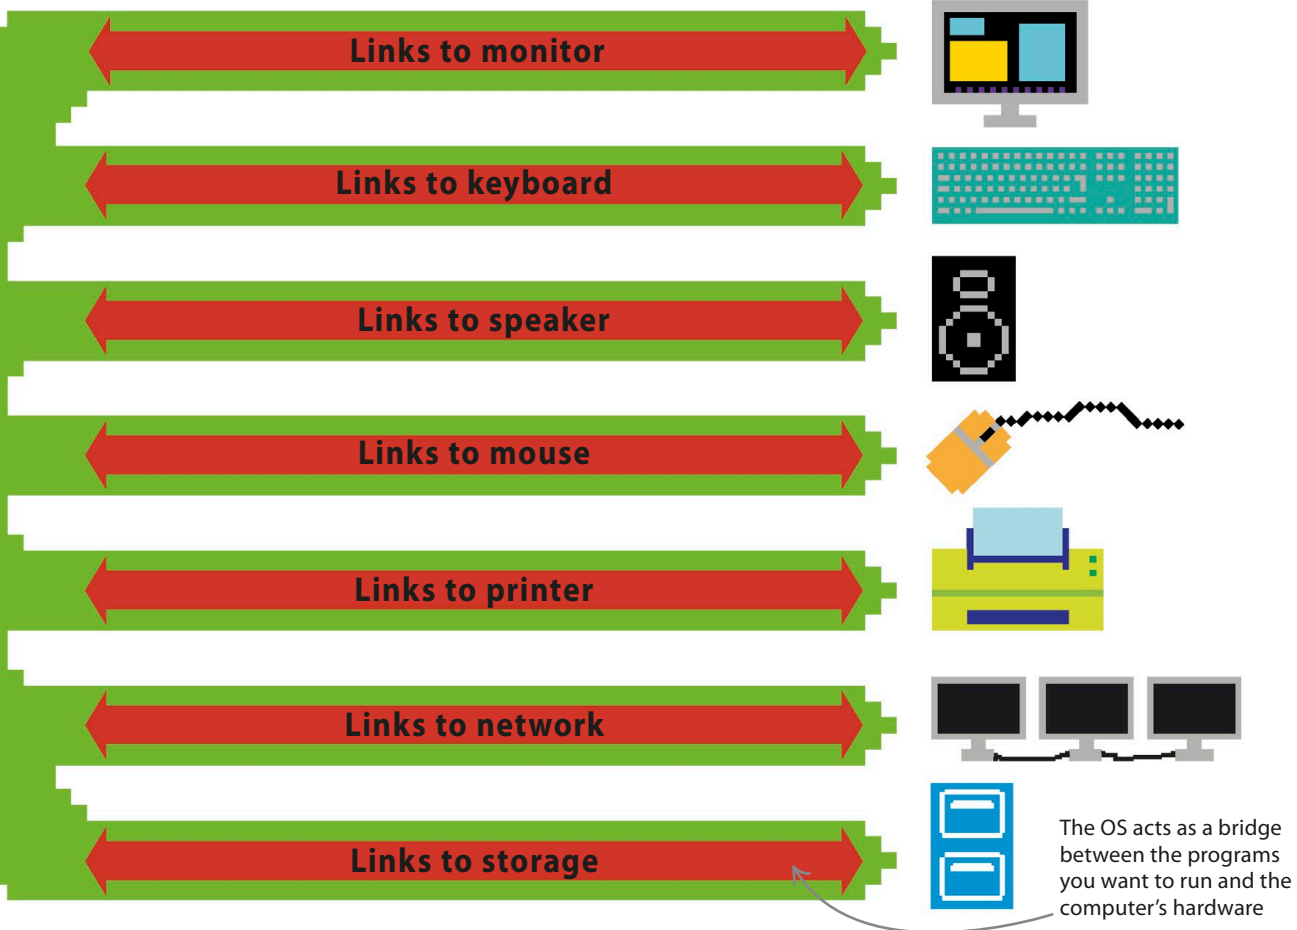 Links to monitor
Links to keyboard
Links to speaker
Links to mouse
Links to printer
Links to network
Links to storage
The OS acts as a bridge
between the programs
you want to run and the
computer’s hardware